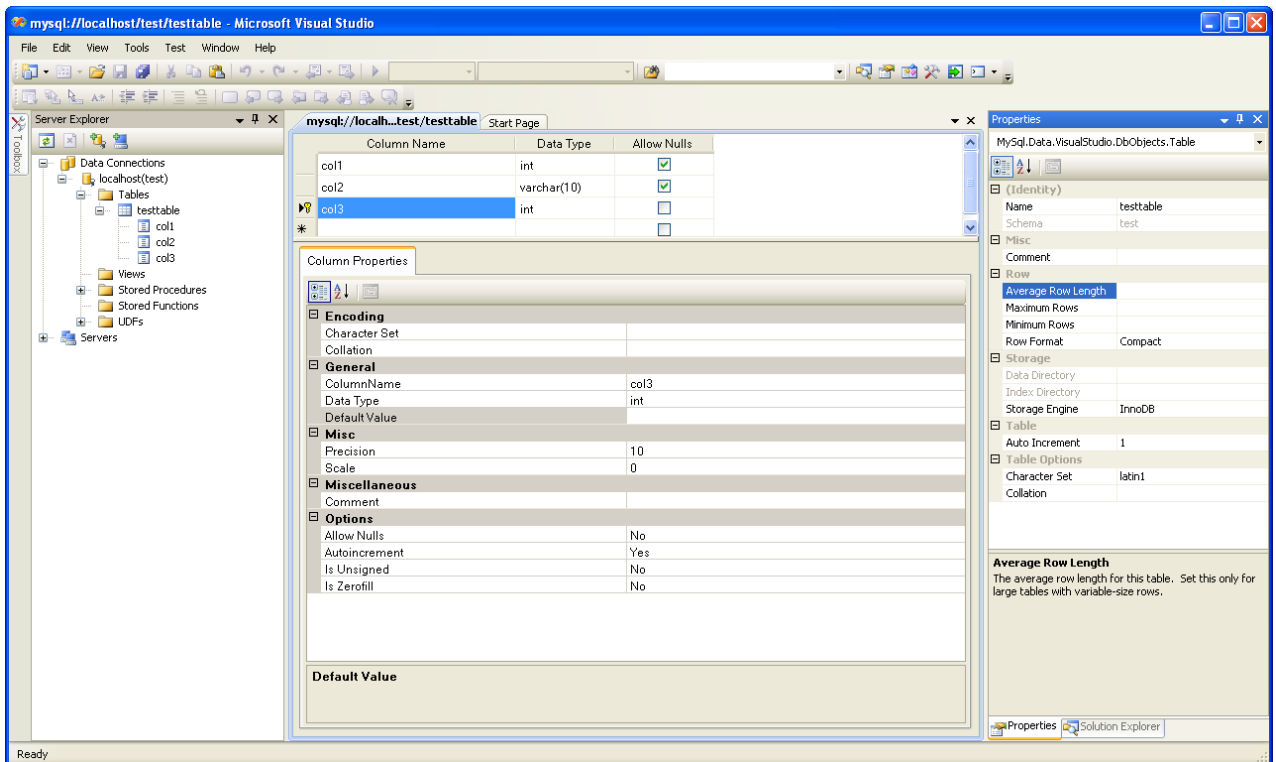 mysql://localhost/test/testtable - Microsoft Visual Studio
File Edit View Tools Test Window Help
Toolbox
Server Explorer
Data Connections
localhost(test)
Tables
testtable
col1
col2
col3
Views
Stored Procedures
Stored Functions
UDFs
Servers
mysql://localh...test/testtable Start Page
Column Name Data Type Allow Nulls
col1 int
col2 varchar(10)
col3 int
Column Properties
Encoding
Character Set
Collation
General
ColumnName col3
Data Type int
Default Value
Misc
Precision 10
Scale 0
Miscellaneous
Comment
Options
Allow Nulls No
Autoincrement Yes
Is Unsigned No
Is Zerofill No
Default Value
Properties
MySql.Data.VisualStudio.DbObjects.Table
(Identity)
Name testtable
Schema test
Misc
Comment
Row
Average Row Length
Maximum Rows
Minimum Rows
Row Format Compact
Storage
Data Directory
Index Directory
Storage Engine InnoDB
Table
Auto Increment 1
Table Options
Character Set latin1
Collation
Average Row Length
The average row length for this table. Set this only for
large tables with variable-size rows.
Properties Solution Explorer
Ready